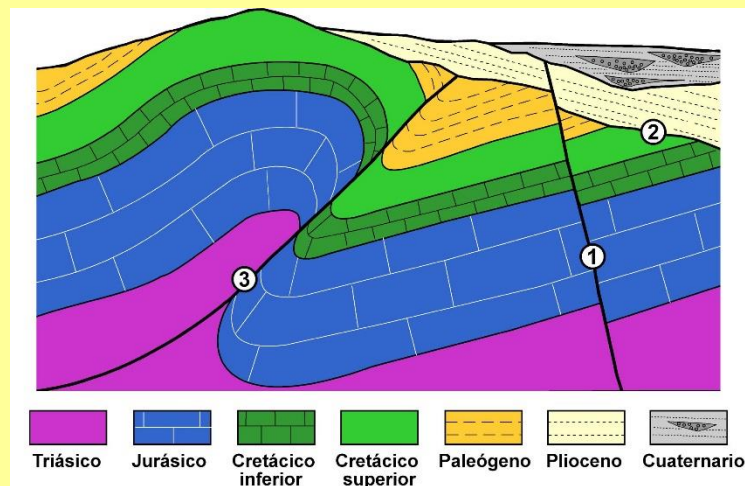 2
1
3
Triásico
Jurásico
Cretácico
inferior
Cretácico
superior
Paleógeno
Plioceno
Cuaternario